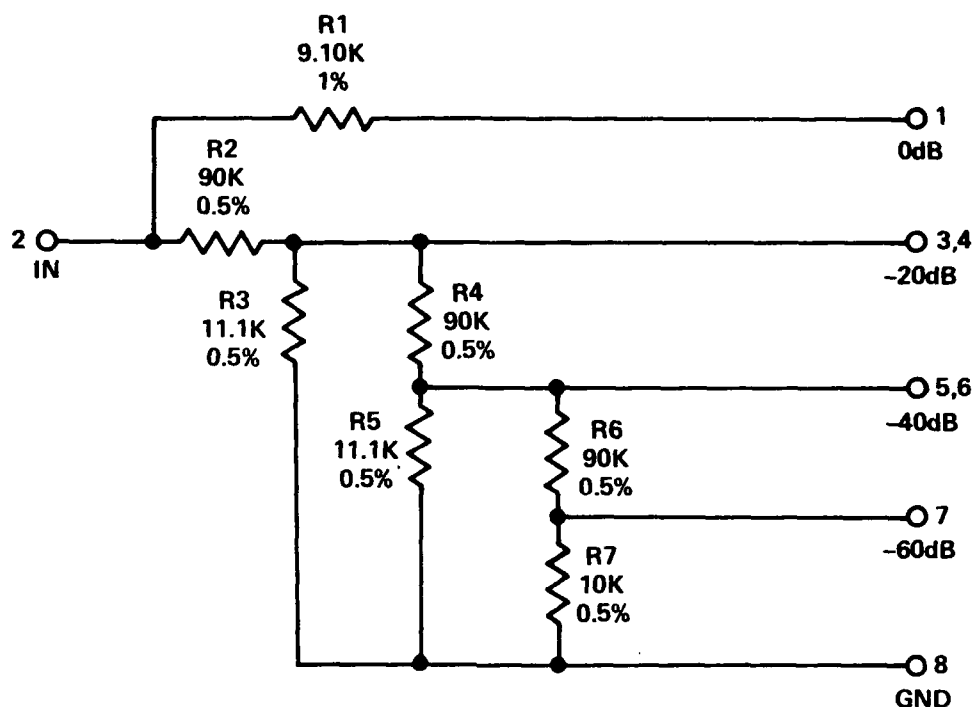 R1
9.10K
1%
1
0dB
R2
90K
0.5%
2
IN
3,4
-20dB
R3
11.1K
0.5%
R4
90K
0.5%
5,6
-40dB
R5
11.1K
0.5%
R6
90K
0.5%
7
-60dB
R7
10K
0.5%
8
GND